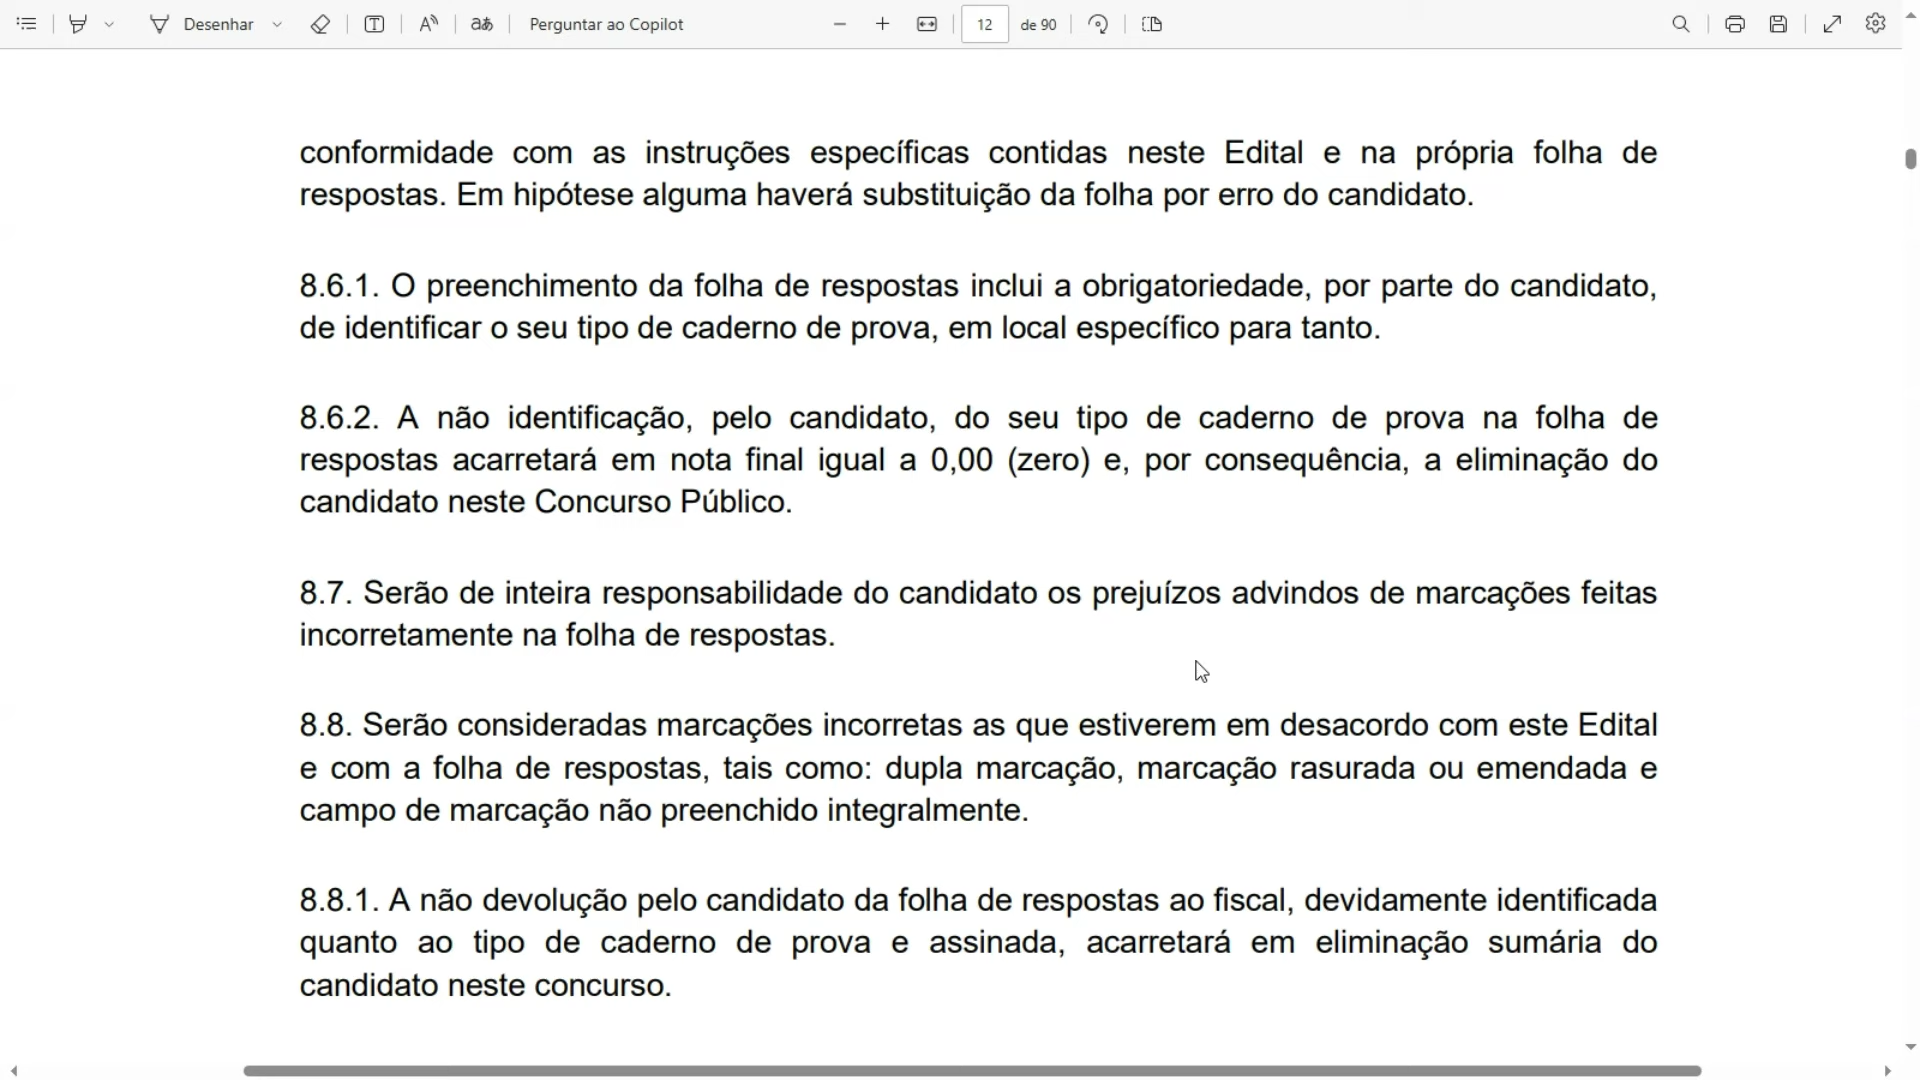 Desenhar
aあ
Perguntar ao Copilot
12 de 90
conformidade com as instruções específicas contidas neste Edital e na própria folha de
respostas. Em hipótese alguma haverá substituição da folha por erro do candidato.
8.6.1. O preenchimento da folha de respostas inclui a obrigatoriedade, por parte do candidato,
de identificar o seu tipo de caderno de prova, em local específico para tanto.
8.6.2. A não identificação, pelo candidato, do seu tipo de caderno de prova na folha de
respostas acarretará em nota final igual a 0,00 (zero) e, por consequência, a eliminação do
candidato neste Concurso Público.
8.7. Serão de inteira responsabilidade do candidato os prejuízos advindos de marcações feitas
incorretamente na folha de respostas.
8.8. Serão consideradas marcações incorretas as que estiverem em desacordo com este Edital
e com a folha de respostas, tais como: dupla marcação, marcação rasurada ou emendada e
campo de marcação não preenchido integralmente.
8.8.1. A não devolução pelo candidato da folha de respostas ao fiscal, devidamente identificada
quanto ao tipo de caderno de prova e assinada, acarretará em eliminação sumária do
candidato neste concurso.